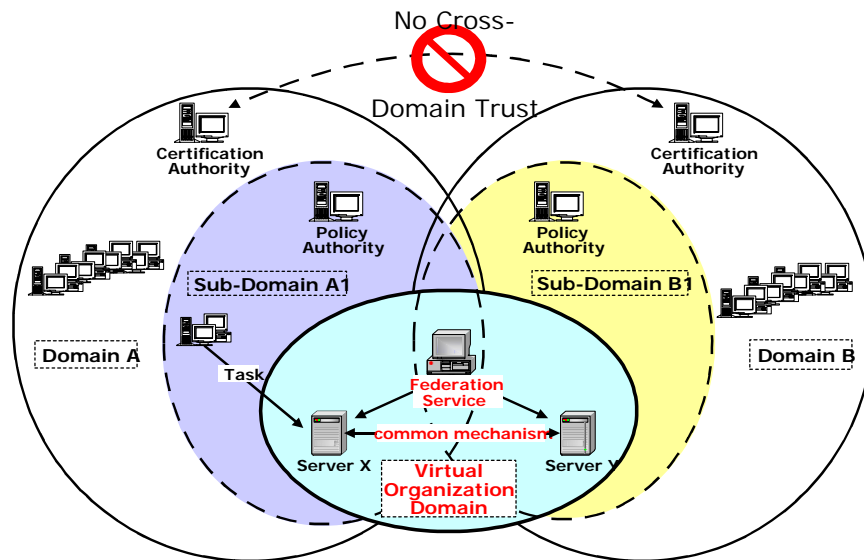 No Cross-
Domain Trust
Certification
Authority
Certification
Authority
Policy
Authority
Policy
Authority
Sub-Domain A1
Sub-Domain B1
Domain A
Domain B
Task
Federation
Service
common mechanism
Server X
Server Y
Virtual
Organization
Domain